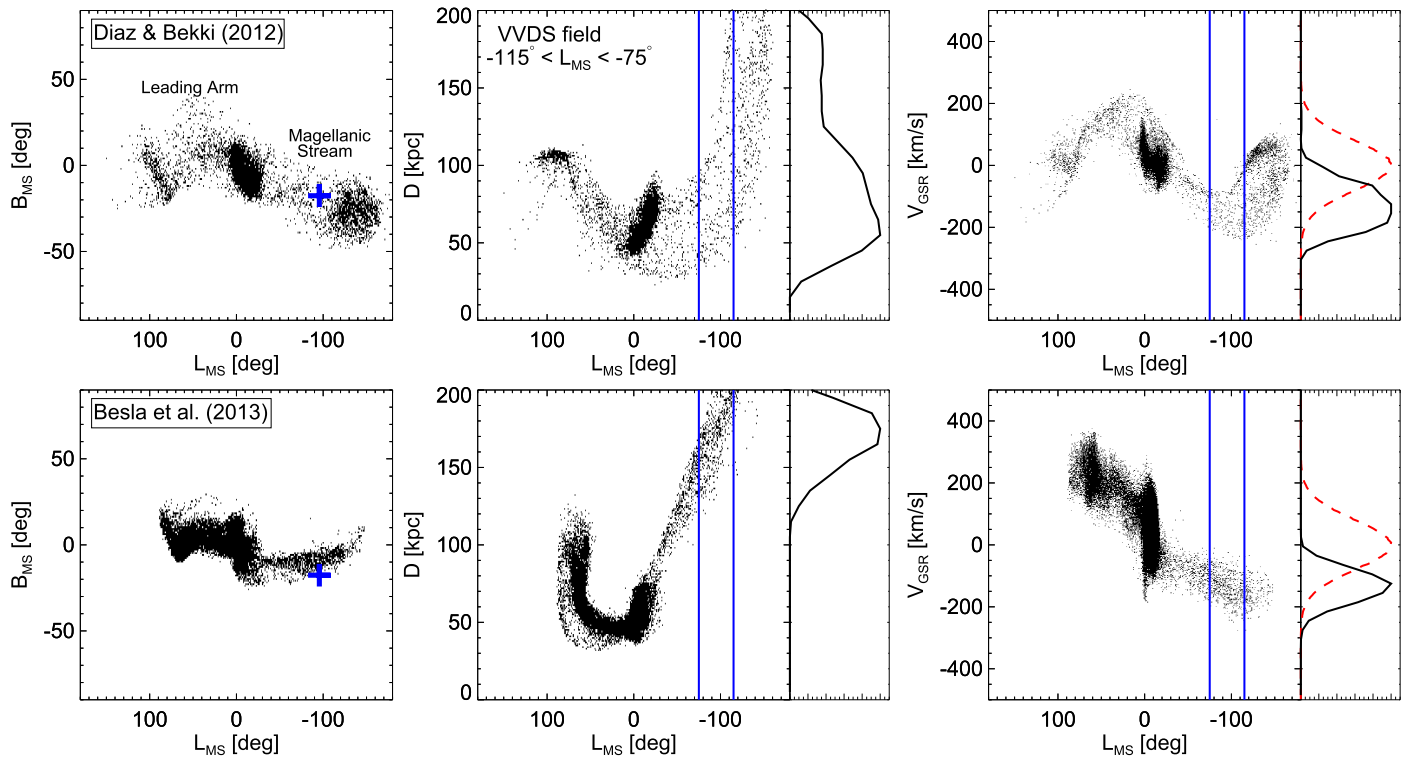 Diaz & Bekki (2012)
Leading Arm
Magellanic
Stream
50
0
-50
B_MS [deg]
100 0 -100
L_MS [deg]
VVDS field
-115° < L_MS < -75°
200
150
100
50
0
D [kpc]
100 0 -100
L_MS [deg]
400
200
0
-200
-400
V_GSR [km/s]
100 0 -100
L_MS [deg]
Besla et al. (2013)
50
0
-50
B_MS [deg]
100 0 -100
L_MS [deg]
200
150
100
50
0
D [kpc]
100 0 -100
L_MS [deg]
400
200
0
-200
-400
V_GSR [km/s]
100 0 -100
L_MS [deg]